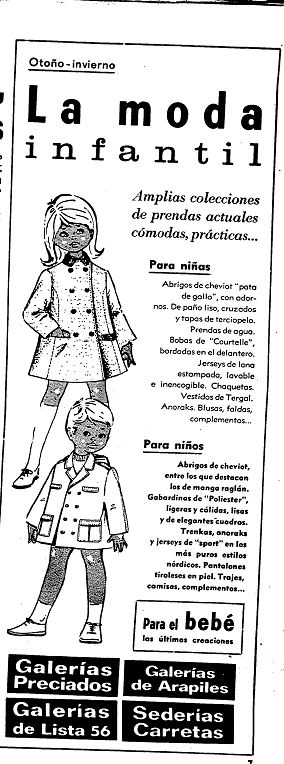 Otoño-invierno
La moda
infantil
Amplias colecciones
de prendas actuales
cómodas, prácticas...
Para niñas
Abrigos de cheviot "pata
de gallo", con ador-
nos. De paño liso, cruzados
y tapas de terciopelo.
Prendas de agua.
Bobas de "Courtelle",
bordadas en el delantero.
Jerseys de lana
estampada, lavable
e inencogible. Chaquetas.
Vestidos de Tergal.
Anoraks. Blusas, faldas,
complementos...
Para niños
Abrigos de cheviot,
entre los que destacan
los de manga raglán.
Gabardinas de "Poliester",
ligeras y cálidas, lisas
y de elegantes cuadros.
Trenkas, anoraks
y jerseys de "sport" en los
más puros estilos
nórdicos. Pantalones
tiroleses en piel. Trajes,
camisas, complementos...
Para el bebé
las últimas creaciones
Galerías
Preciados
Galerías
de Arapiles
Galerías
de Lista 56
Sederías
Carretas
7